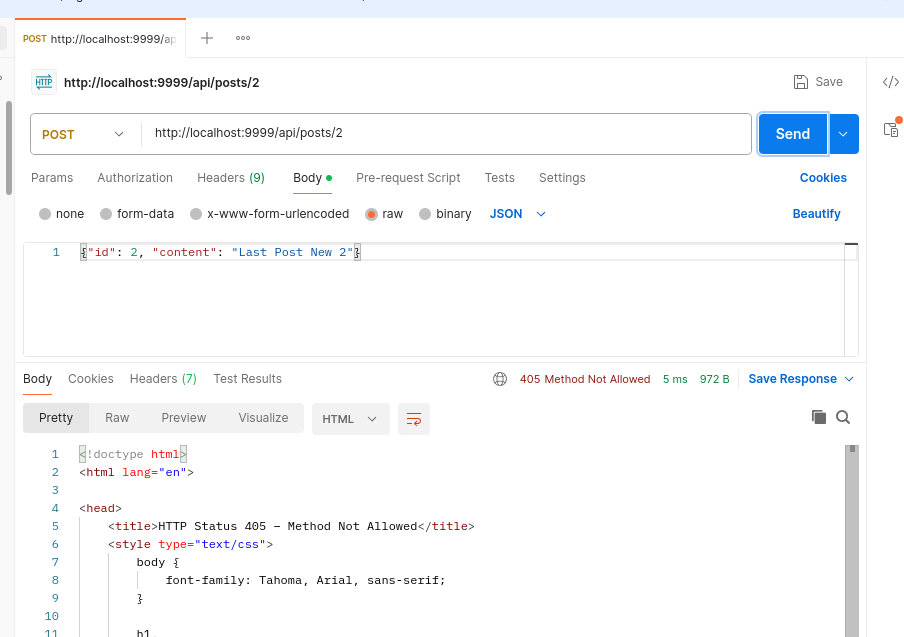 POST http://localhost:9999/ap
HTTP http://localhost:9999/api/posts/2 Save
POST http://localhost:9999/api/posts/2 Send
Params Authorization Headers (9) Body Pre-request Script Tests Settings Cookies
none form-data x-www-form-urlencoded raw binary JSON Beautify
1 {"id": 2, "content": "Last Post New 2"}
Body Cookies Headers (7) Test Results 405 Method Not Allowed 5 ms 972 B Save Response
Pretty Raw Preview Visualize HTML
1 <!doctype html>
2 <html lang="en">
3
4 <head>
5 <title>HTTP Status 405 – Method Not Allowed</title>
6 <style type="text/css">
7 body {
8 font-family: Tahoma, Arial, sans-serif;
9 }
10
11 h1,